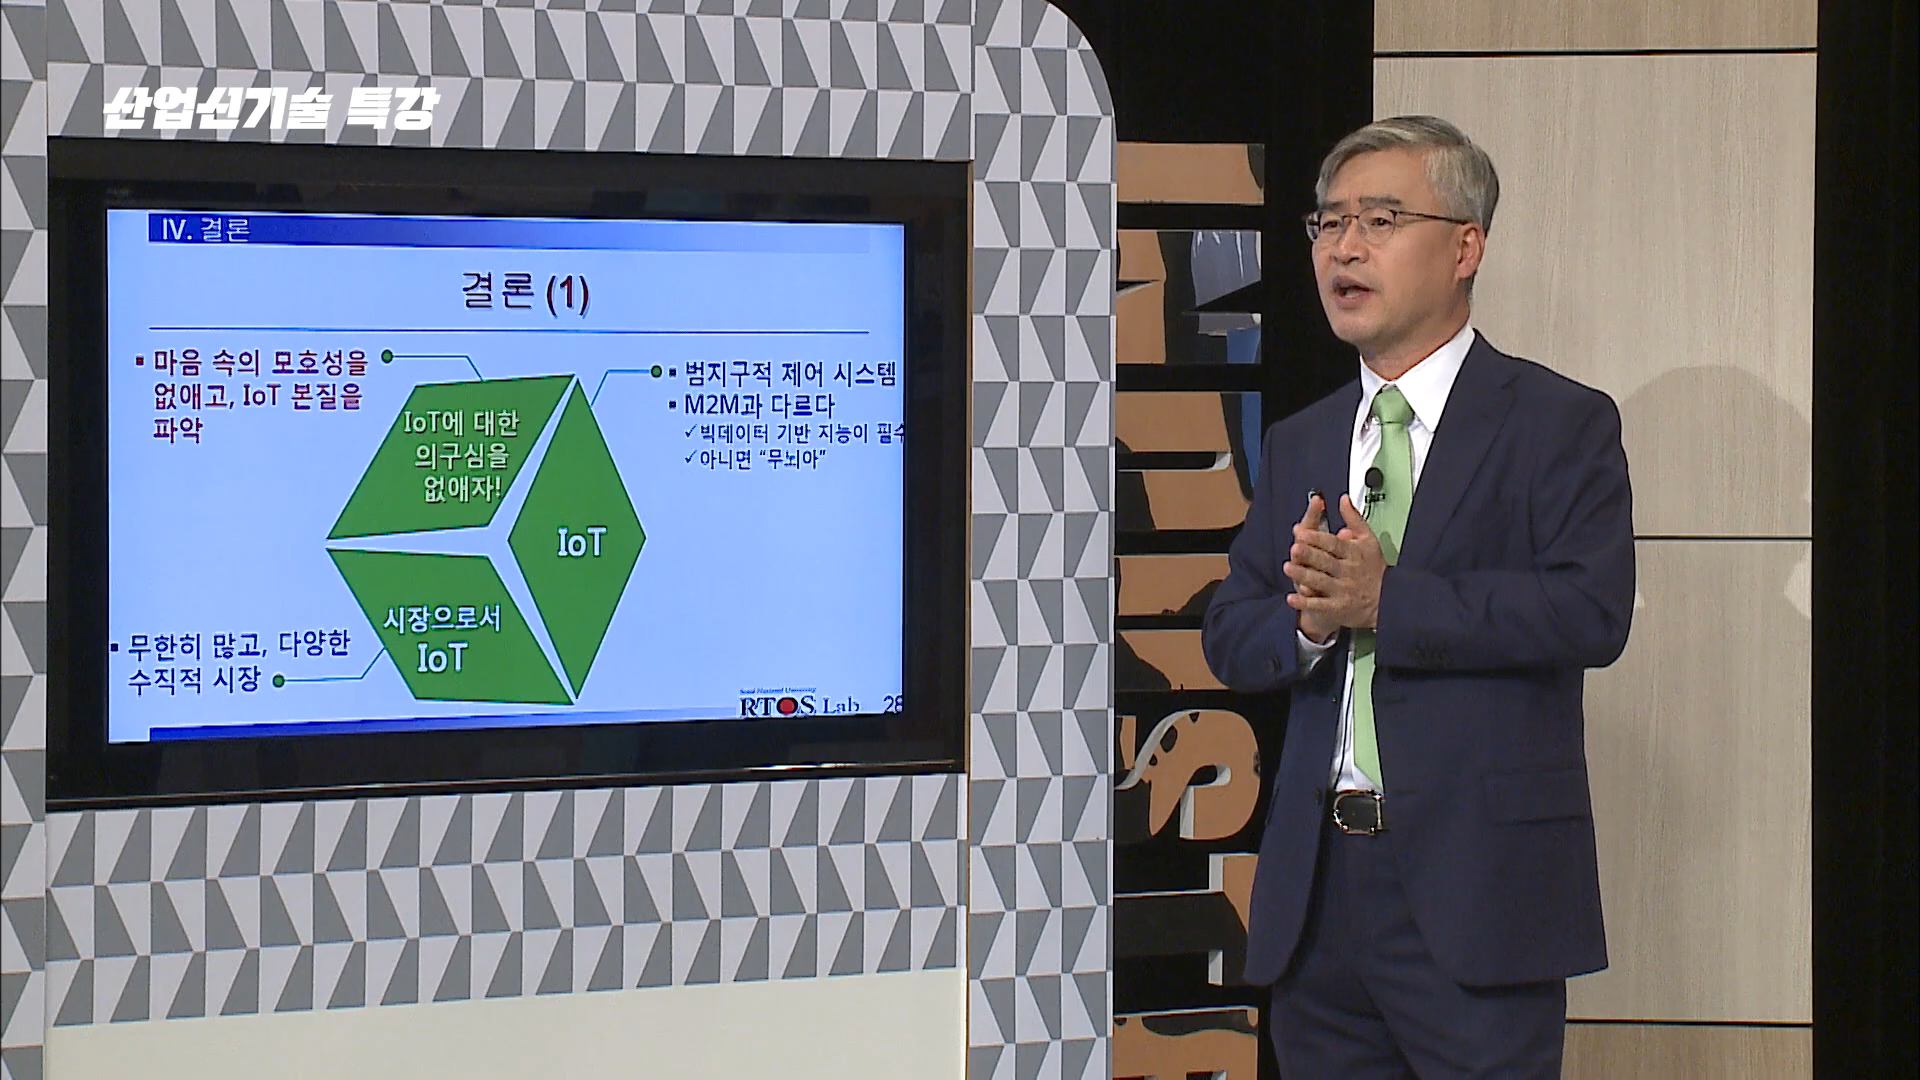 산업신기술 특강
IV. 결론
결론 (1)
▪ 마음 속의 모호성을
없애고, IoT 본질을
파악
IoT에 대한
의구심을
없애자!
▪ 범지구적 제어 시스템
▪ M2M과 다르다
✓빅데이터 기반 지능이 필수
✓아니면 “무뇌아”
IoT
시장으로서
IoT
▪ 무한히 많고, 다양한
수직적 시장
Seoul National University
RTOS Lab
28